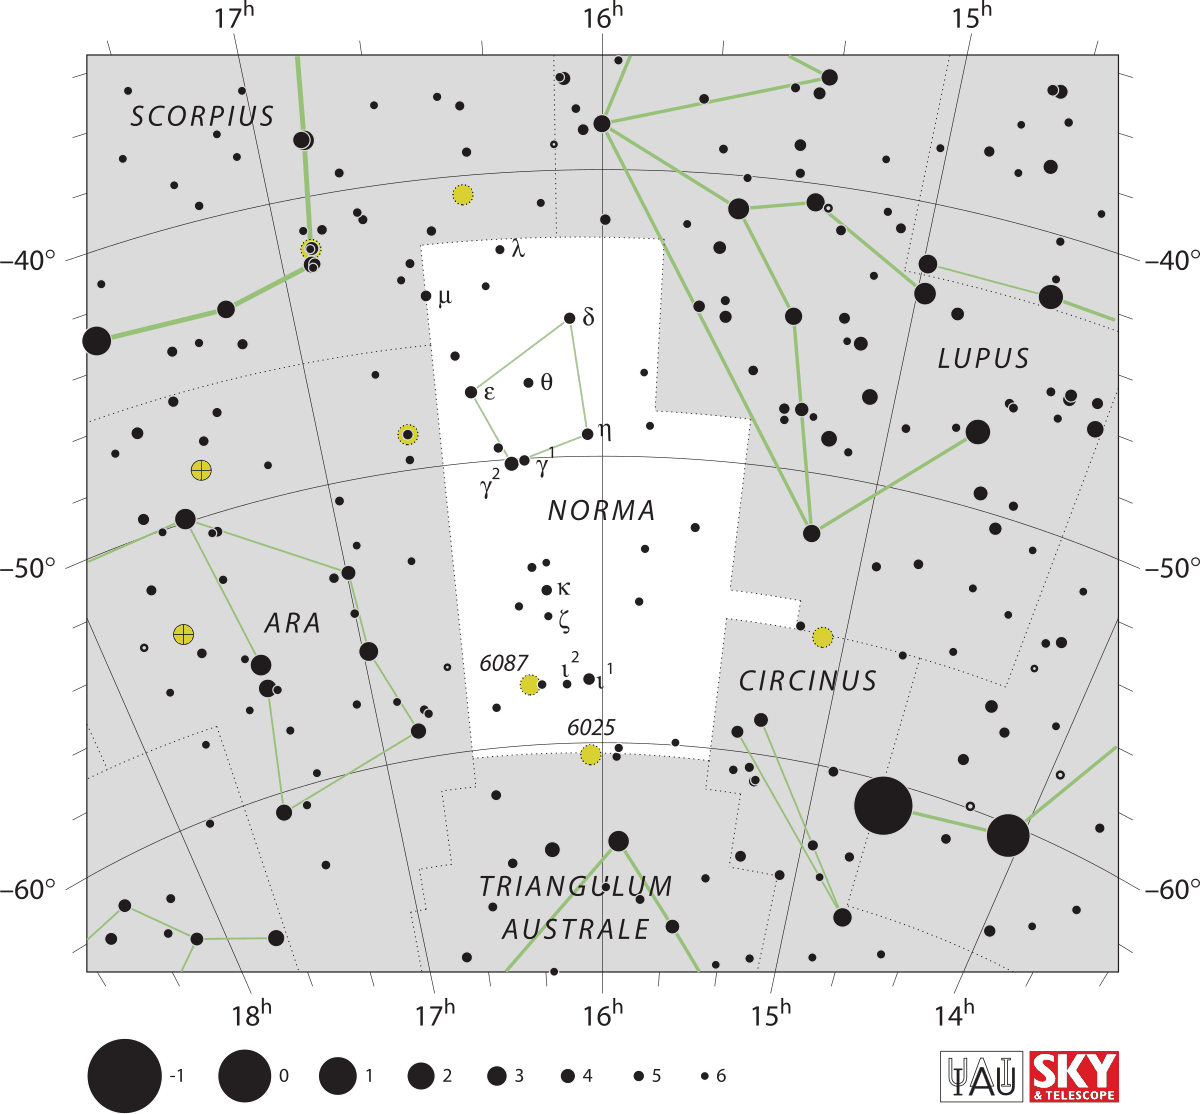 17h 16h 15h
SCORPIUS
λ
−40° −40°
μ
δ
LUPUS
ε θ
η
γ1
γ2
NORMA
−50° −50°
κ
ζ
ARA
6087 ι2 ι1
CIRCINUS
6025
−60° −60°
TRIANGULUM
AUSTRALE
18h 17h 16h 15h 14h
-1 0 1 2 3 4 5 6
IAU
SKY
& TELESCOPE